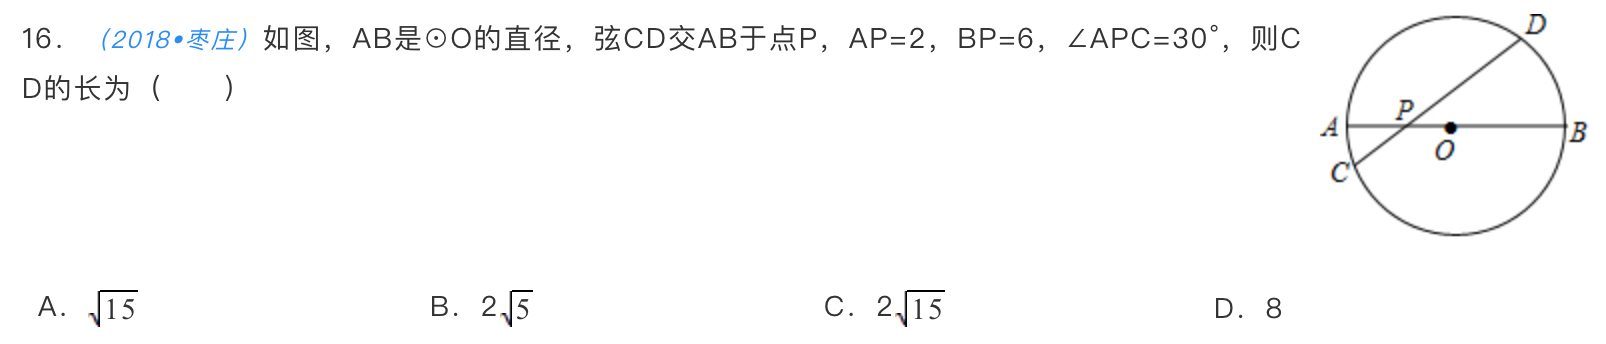 16. （2018•枣庄）如图，AB是⊙O的直径，弦CD交AB于点P，AP=2，BP=6，∠APC=30°，则C
D的长为（　　）
D
P
A
B
O
C
A. √15 B. 2√5 C. 2√15 D. 8